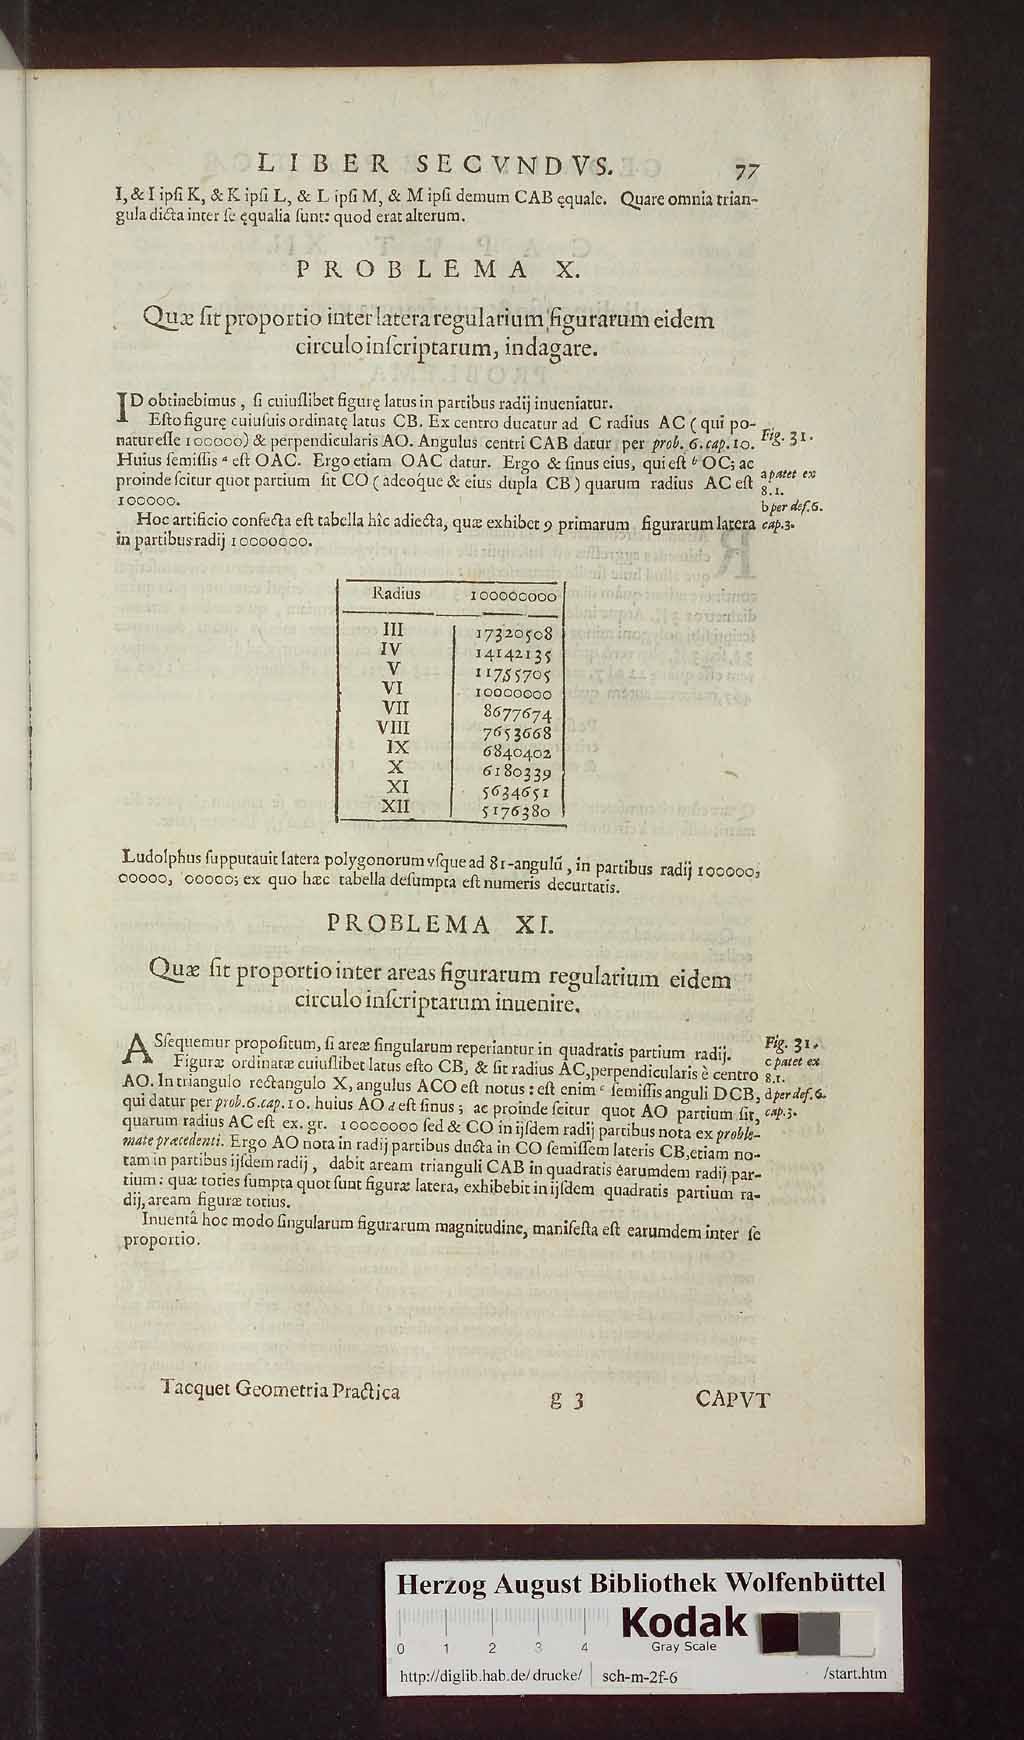 LIBER SECVNDVS. 77
I, & I ipſi K, & K ipſi L, & L ipſi M, & M ipſi demum CAB ęquale. Quare omnia trian-
gula dicta inter ſe ęqualia ſunt: quod erat alterum.
PROBLEMA X.
Quæ ſit proportio inter latera regularium figurarum eidem
circulo inſcriptarum, indagare.
ID obtinebimus, ſi cuiuſlibet figurę latus in partibus radij inueniatur.
Eſto figurę cuiuſuis ordinatę latus CB. Ex centro ducatur ad C radius AC (qui po-
natur eſſe 100000) & perpendicularis AO. Angulus centri CAB datur per prob. 6. cap. 10. Fig. 31.
Huius ſemiſſis a eſt OAC. Ergo etiam OAC datur. Ergo & ſinus eius, qui eſt b OC; ac a patet ex
proinde ſcitur quot partium ſit CO (adeoque & eius dupla CB) quarum radius AC eſt 8.1.
100000. b per def. 6.
Hoc artificio confecta eſt tabella hîc adiecta, quæ exhibet 9 primarum figurarum latera cap. 3.
in partibus radij 10000000.
Radius 10000000
III 17320508
IV 14142135
V 11755705
VI 10000000
VII 8677674
VIII 7653668
IX 6840402
X 6180339
XI 5634651
XII 5176380
Ludolphus ſupputauit latera polygonorum vſque ad 81-angulū, in partibus radij 100000,
00000, 00000; ex quo hæc tabella deſumpta eſt numeris decurtatis.
PROBLEMA XI.
Quæ ſit proportio inter areas figurarum regularium eidem
circulo inſcriptarum inuenire.
ASſequemur propoſitum, ſi areæ ſingularum reperiantur in quadratis partium radij. Fig. 31.
Figuræ ordinatæ cuiuſlibet latus eſto CB, & ſit radius AC, perpendicularis è centro c patet ex
AO. In triangulo rectangulo X, angulus ACO eſt notus: eſt enim c ſemiſſis anguli DCB, 8.1.
qui datur per prob. 6. cap. 10. huius AO d eſt ſinus; ac proinde ſcitur quot AO partium ſit, d per def. 6.
quarum radius AC eſt ex. gr. 10000000 ſed & CO in ijſdem radij partibus nota ex proble- cap. 3.
mate præcedenti. Ergo AO nota in radij partibus ducta in CO ſemiſſem lateris CB, etiam no-
tam in partibus ijſdem radij, dabit aream trianguli CAB in quadratis earumdem radij par-
tium: quæ toties ſumpta quot ſunt figuræ latera, exhibebit in ijſdem quadratis partium ra-
dij, aream figuræ totius.
Inuentâ hoc modo ſingularum figurarum magnitudine, manifeſta eſt earumdem inter ſe
proportio.
Tacquet Geometria Practica g 3 CAPVT
Herzog August Bibliothek Wolfenbüttel
Kodak
Gray Scale
0 1 2 3 4
http://diglib.hab.de/drucke/ sch-m-2f-6 /start.htm